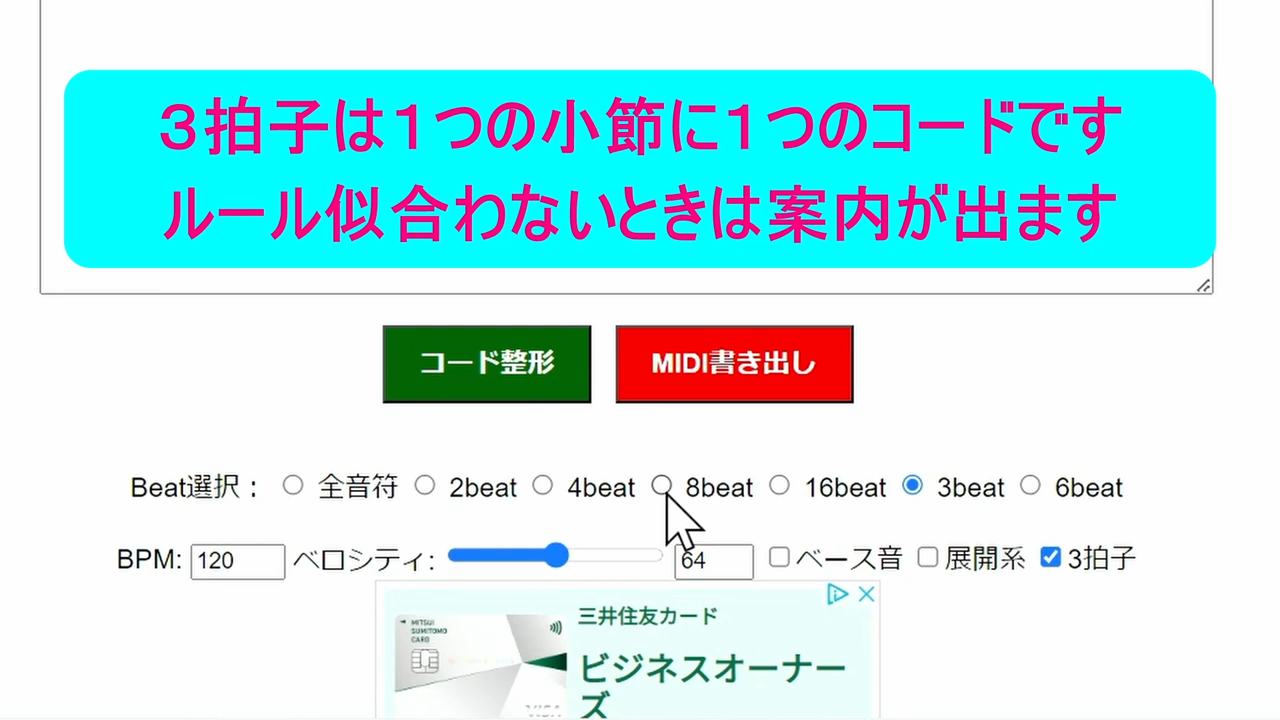 ３拍子は１つの小節に１つのコードです
ルール似合わないときは案内が出ます
コード整形 MIDI書き出し
Beat選択： 全音符 2beat 4beat 8beat 16beat 3beat 6beat
BPM: 120 ベロシティ: 64 ベース音 展開系 3拍子
三井住友カード
MITSUI
SUMITOMO
CARD
ビジネスオーナー
ズ
VISA